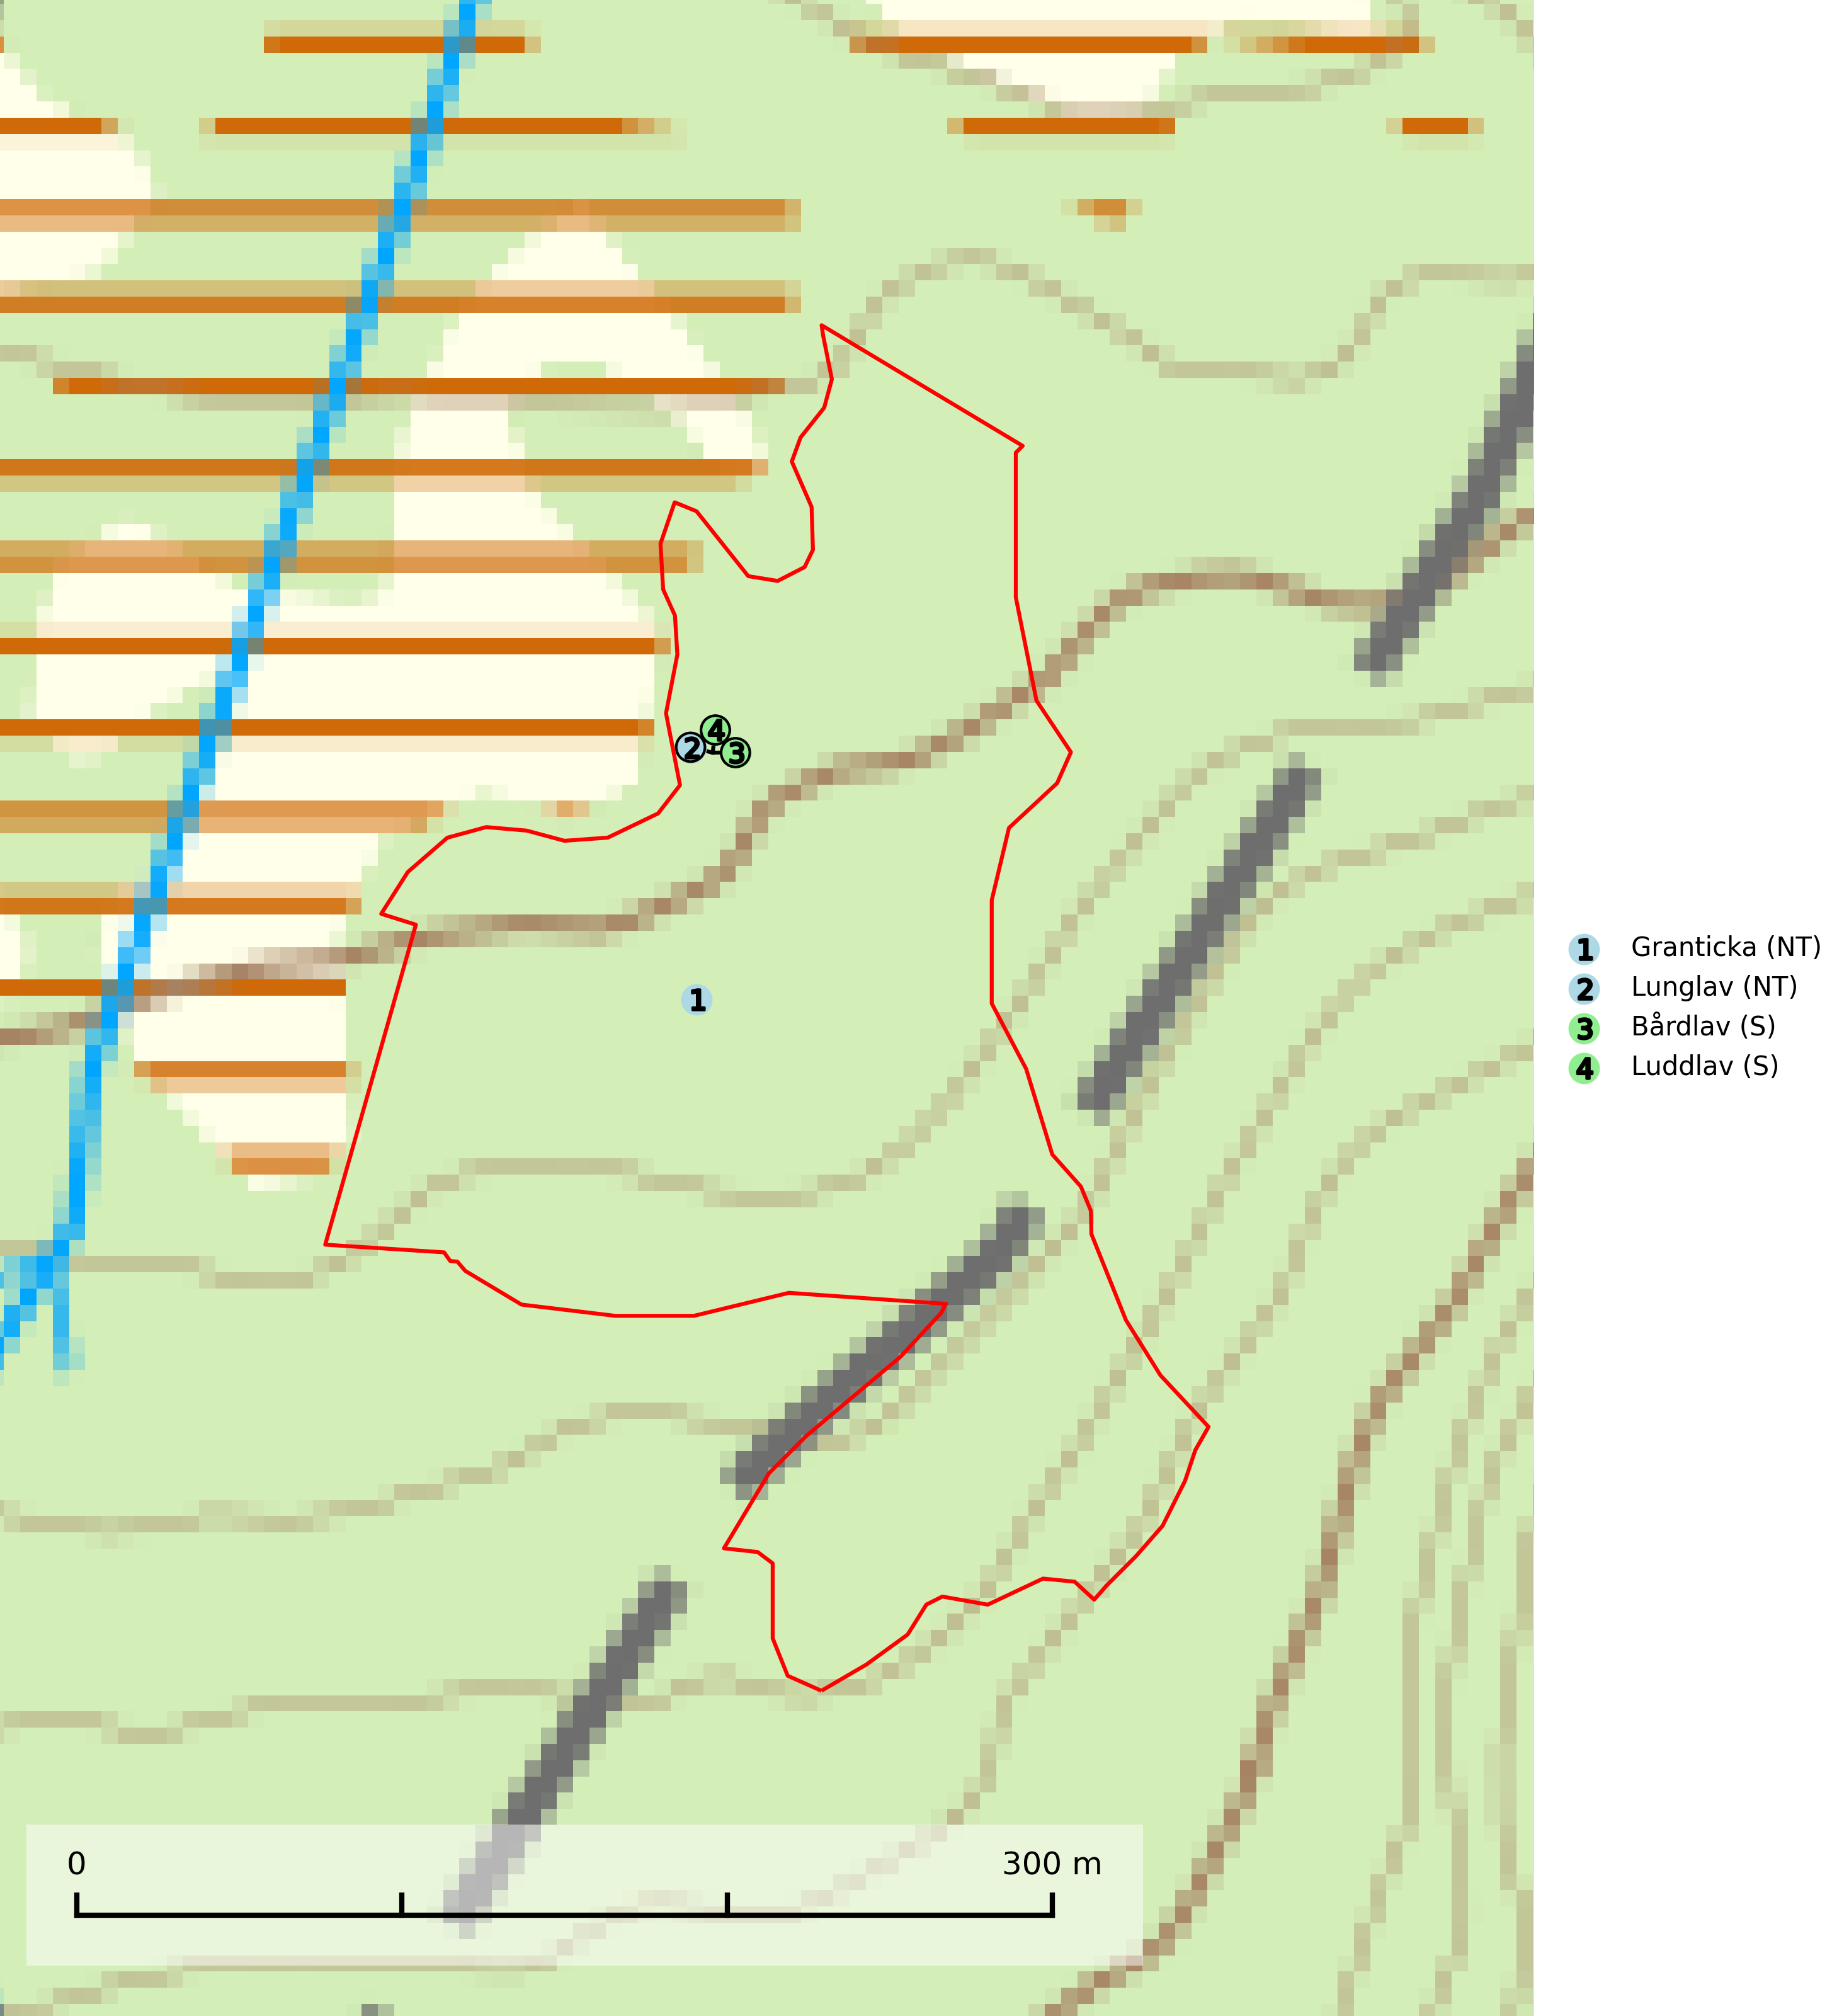 4
2
3
1
1 Granticka (NT)
2 Lunglav (NT)
3 Bårdlav (S)
4 Luddlav (S)
0 300 m